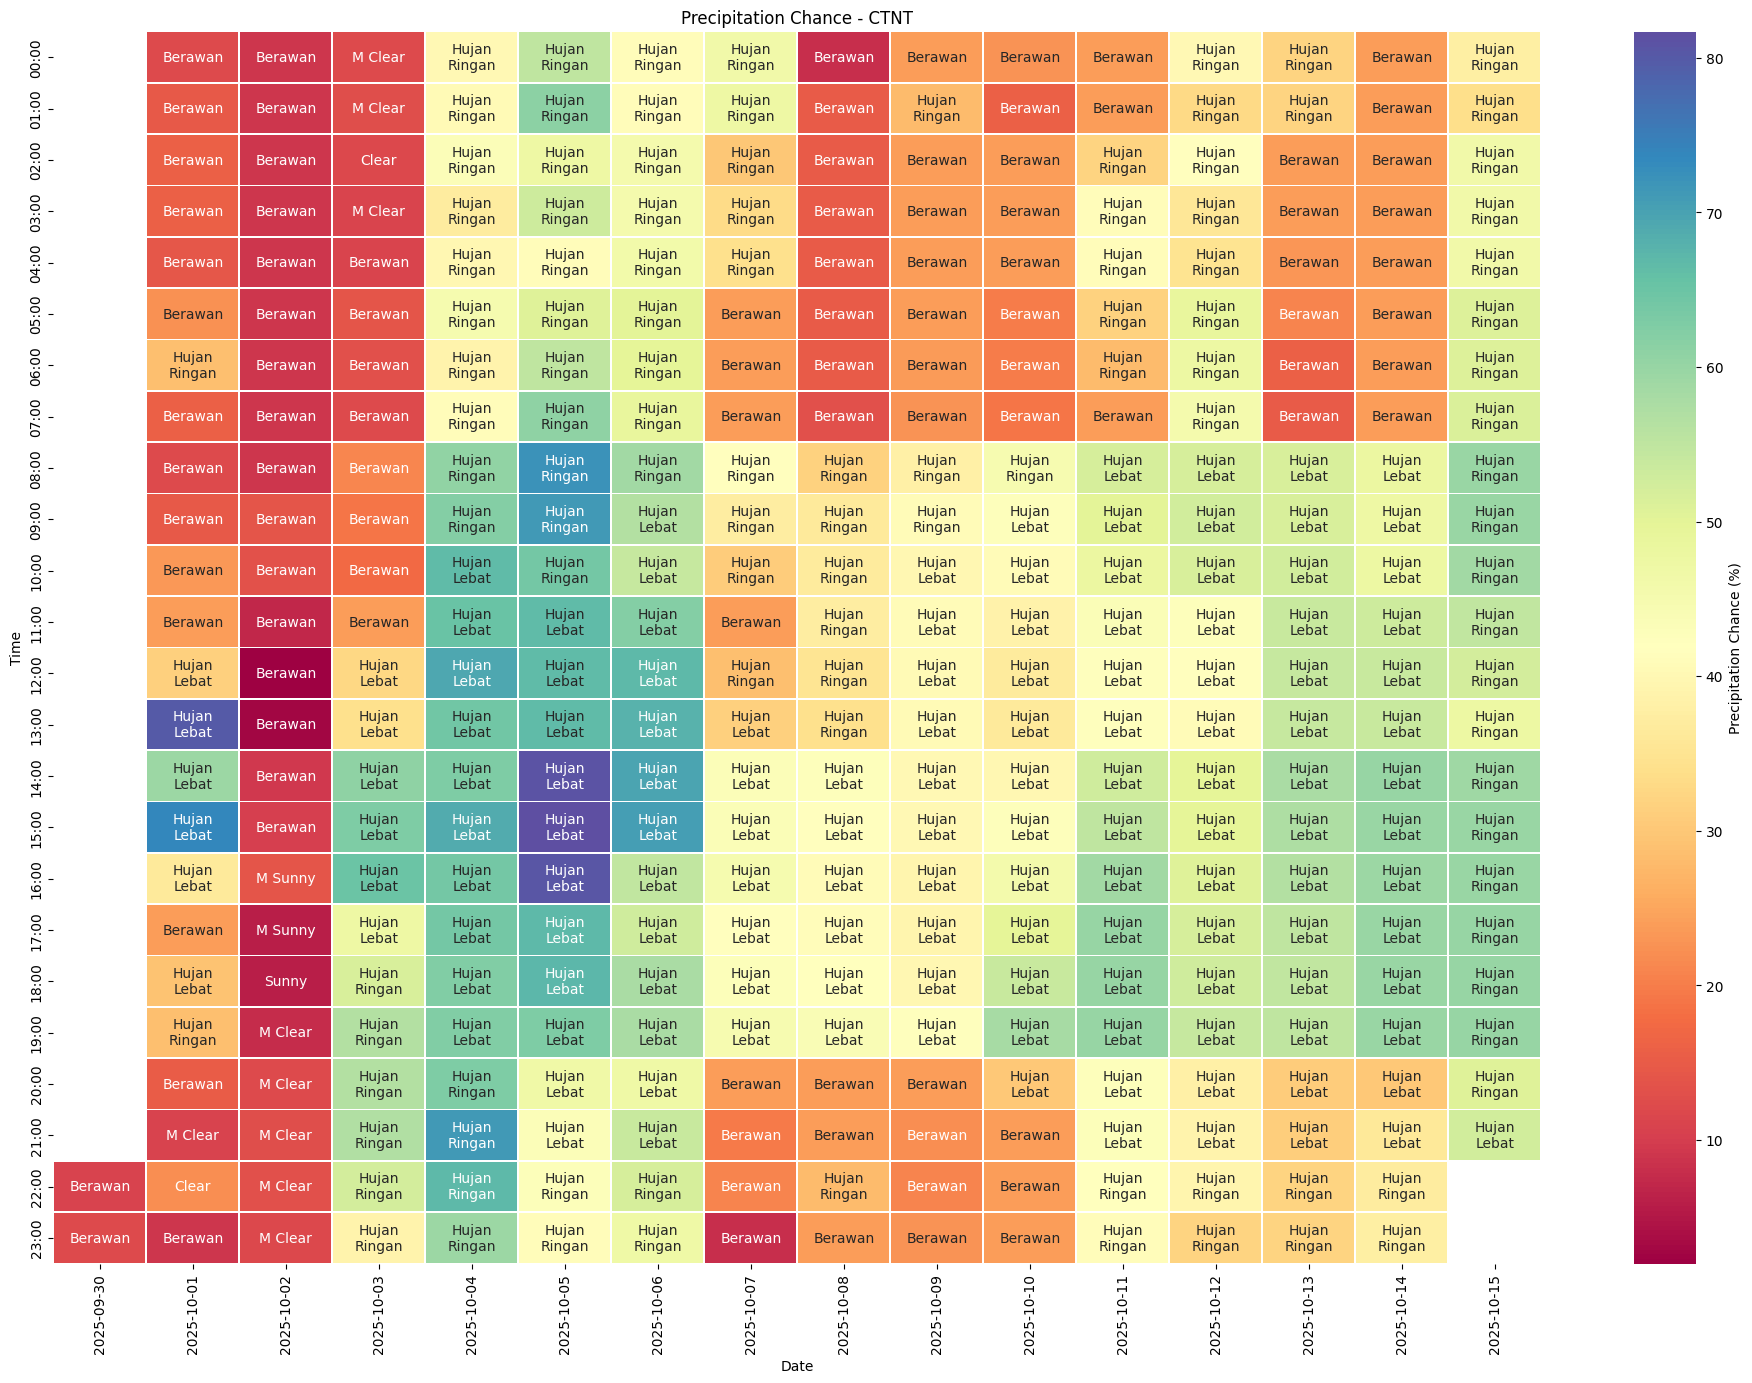 Precipitation Chance - CTNT
00:00 Berawan Berawan M Clear Hujan Ringan Hujan Ringan Hujan Ringan Hujan Ringan Berawan Berawan Berawan Berawan Hujan Ringan Hujan Ringan Berawan Hujan Ringan
01:00 Berawan Berawan M Clear Hujan Ringan Hujan Ringan Hujan Ringan Hujan Ringan Berawan Hujan Ringan Berawan Berawan Hujan Ringan Hujan Ringan Berawan Hujan Ringan
02:00 Berawan Berawan Clear Hujan Ringan Hujan Ringan Hujan Ringan Hujan Ringan Berawan Berawan Berawan Hujan Ringan Hujan Ringan Berawan Berawan Hujan Ringan
03:00 Berawan Berawan M Clear Hujan Ringan Hujan Ringan Hujan Ringan Hujan Ringan Berawan Berawan Berawan Hujan Ringan Hujan Ringan Berawan Berawan Hujan Ringan
04:00 Berawan Berawan Berawan Hujan Ringan Hujan Ringan Hujan Ringan Hujan Ringan Berawan Berawan Berawan Hujan Ringan Hujan Ringan Berawan Berawan Hujan Ringan
05:00 Berawan Berawan Berawan Hujan Ringan Hujan Ringan Hujan Ringan Berawan Berawan Berawan Berawan Hujan Ringan Hujan Ringan Berawan Berawan Hujan Ringan
06:00 Hujan Ringan Berawan Berawan Hujan Ringan Hujan Ringan Hujan Ringan Berawan Berawan Berawan Berawan Hujan Ringan Hujan Ringan Berawan Berawan Hujan Ringan
07:00 Berawan Berawan Berawan Hujan Ringan Hujan Ringan Hujan Ringan Berawan Berawan Berawan Berawan Berawan Hujan Ringan Berawan Berawan Hujan Ringan
08:00 Berawan Berawan Berawan Hujan Ringan Hujan Ringan Hujan Ringan Hujan Ringan Hujan Ringan Hujan Ringan Hujan Ringan Hujan Lebat Hujan Lebat Hujan Lebat Hujan Lebat Hujan Ringan
09:00 Berawan Berawan Berawan Hujan Ringan Hujan Ringan Hujan Lebat Hujan Ringan Hujan Ringan Hujan Ringan Hujan Lebat Hujan Lebat Hujan Lebat Hujan Lebat Hujan Lebat Hujan Ringan
10:00 Berawan Berawan Berawan Hujan Lebat Hujan Ringan Hujan Lebat Hujan Ringan Hujan Ringan Hujan Lebat Hujan Lebat Hujan Lebat Hujan Lebat Hujan Lebat Hujan Lebat Hujan Ringan
11:00 Berawan Berawan Berawan Hujan Lebat Hujan Lebat Hujan Lebat Berawan Hujan Ringan Hujan Lebat Hujan Lebat Hujan Lebat Hujan Lebat Hujan Lebat Hujan Lebat Hujan Ringan
12:00 Hujan Lebat Berawan Hujan Lebat Hujan Lebat Hujan Lebat Hujan Lebat Hujan Ringan Hujan Ringan Hujan Lebat Hujan Lebat Hujan Lebat Hujan Lebat Hujan Lebat Hujan Lebat Hujan Ringan
13:00 Hujan Lebat Berawan Hujan Lebat Hujan Lebat Hujan Lebat Hujan Lebat Hujan Lebat Hujan Ringan Hujan Lebat Hujan Lebat Hujan Lebat Hujan Lebat Hujan Lebat Hujan Lebat Hujan Ringan
14:00 Hujan Lebat Berawan Hujan Lebat Hujan Lebat Hujan Lebat Hujan Lebat Hujan Lebat Hujan Lebat Hujan Lebat Hujan Lebat Hujan Lebat Hujan Lebat Hujan Lebat Hujan Lebat Hujan Ringan
15:00 Hujan Lebat Berawan Hujan Lebat Hujan Lebat Hujan Lebat Hujan Lebat Hujan Lebat Hujan Lebat Hujan Lebat Hujan Lebat Hujan Lebat Hujan Lebat Hujan Lebat Hujan Lebat Hujan Ringan
16:00 Hujan Lebat M Sunny Hujan Lebat Hujan Lebat Hujan Lebat Hujan Lebat Hujan Lebat Hujan Lebat Hujan Lebat Hujan Lebat Hujan Lebat Hujan Lebat Hujan Lebat Hujan Lebat Hujan Ringan
17:00 Berawan M Sunny Hujan Lebat Hujan Lebat Hujan Lebat Hujan Lebat Hujan Lebat Hujan Lebat Hujan Lebat Hujan Lebat Hujan Lebat Hujan Lebat Hujan Lebat Hujan Lebat Hujan Ringan
18:00 Hujan Lebat Sunny Hujan Ringan Hujan Lebat Hujan Lebat Hujan Lebat Hujan Lebat Hujan Lebat Hujan Lebat Hujan Lebat Hujan Lebat Hujan Lebat Hujan Lebat Hujan Lebat Hujan Ringan
19:00 Hujan Ringan M Clear Hujan Ringan Hujan Lebat Hujan Lebat Hujan Lebat Hujan Lebat Hujan Lebat Hujan Lebat Hujan Lebat Hujan Lebat Hujan Lebat Hujan Lebat Hujan Lebat Hujan Ringan
20:00 Berawan M Clear Hujan Ringan Hujan Ringan Hujan Lebat Hujan Lebat Berawan Berawan Berawan Hujan Lebat Hujan Lebat Hujan Lebat Hujan Lebat Hujan Lebat Hujan Ringan
21:00 M Clear M Clear Hujan Ringan Hujan Ringan Hujan Lebat Hujan Lebat Berawan Berawan Berawan Berawan Hujan Lebat Hujan Lebat Hujan Lebat Hujan Lebat Hujan Lebat
22:00 Berawan Clear M Clear Hujan Ringan Hujan Ringan Hujan Ringan Hujan Ringan Berawan Hujan Ringan Berawan Berawan Hujan Ringan Hujan Ringan Hujan Ringan Hujan Ringan
23:00 Berawan Berawan M Clear Hujan Ringan Hujan Ringan Hujan Ringan Hujan Ringan Berawan Berawan Berawan Berawan Hujan Ringan Hujan Ringan Hujan Ringan Hujan Ringan
Time
2025-09-30 2025-10-01 2025-10-02 2025-10-03 2025-10-04 2025-10-05 2025-10-06 2025-10-07 2025-10-08 2025-10-09 2025-10-10 2025-10-11 2025-10-12 2025-10-13 2025-10-14 2025-10-15
Date
80
70
60
50
40
30
20
10
Precipitation Chance (%)